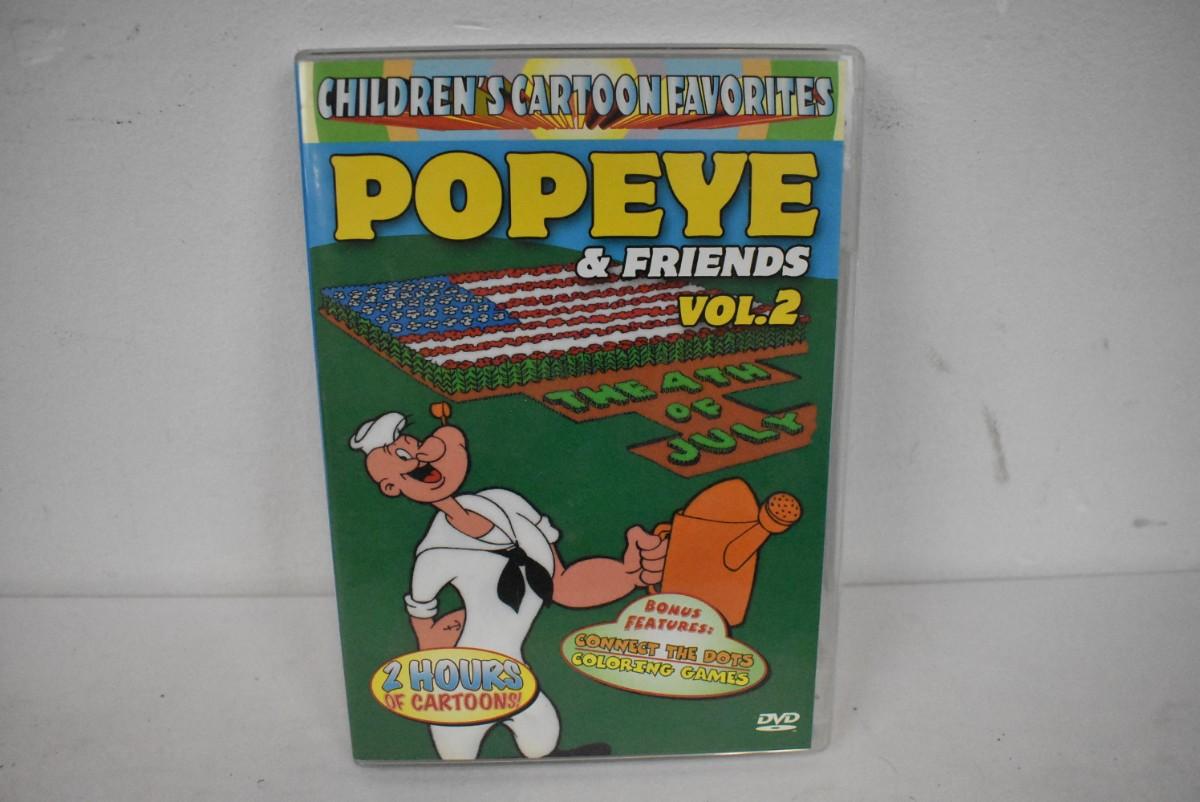 CHILDREN'S CARTOON FAVORITES
POPEYE
& FRIENDS
VOL.2
THE 4TH
OF
JULY
BONUS
FEATURES:
CONNECT THE DOTS
COLORING GAMES
2 HOURS
OF CARTOONS!
DVD